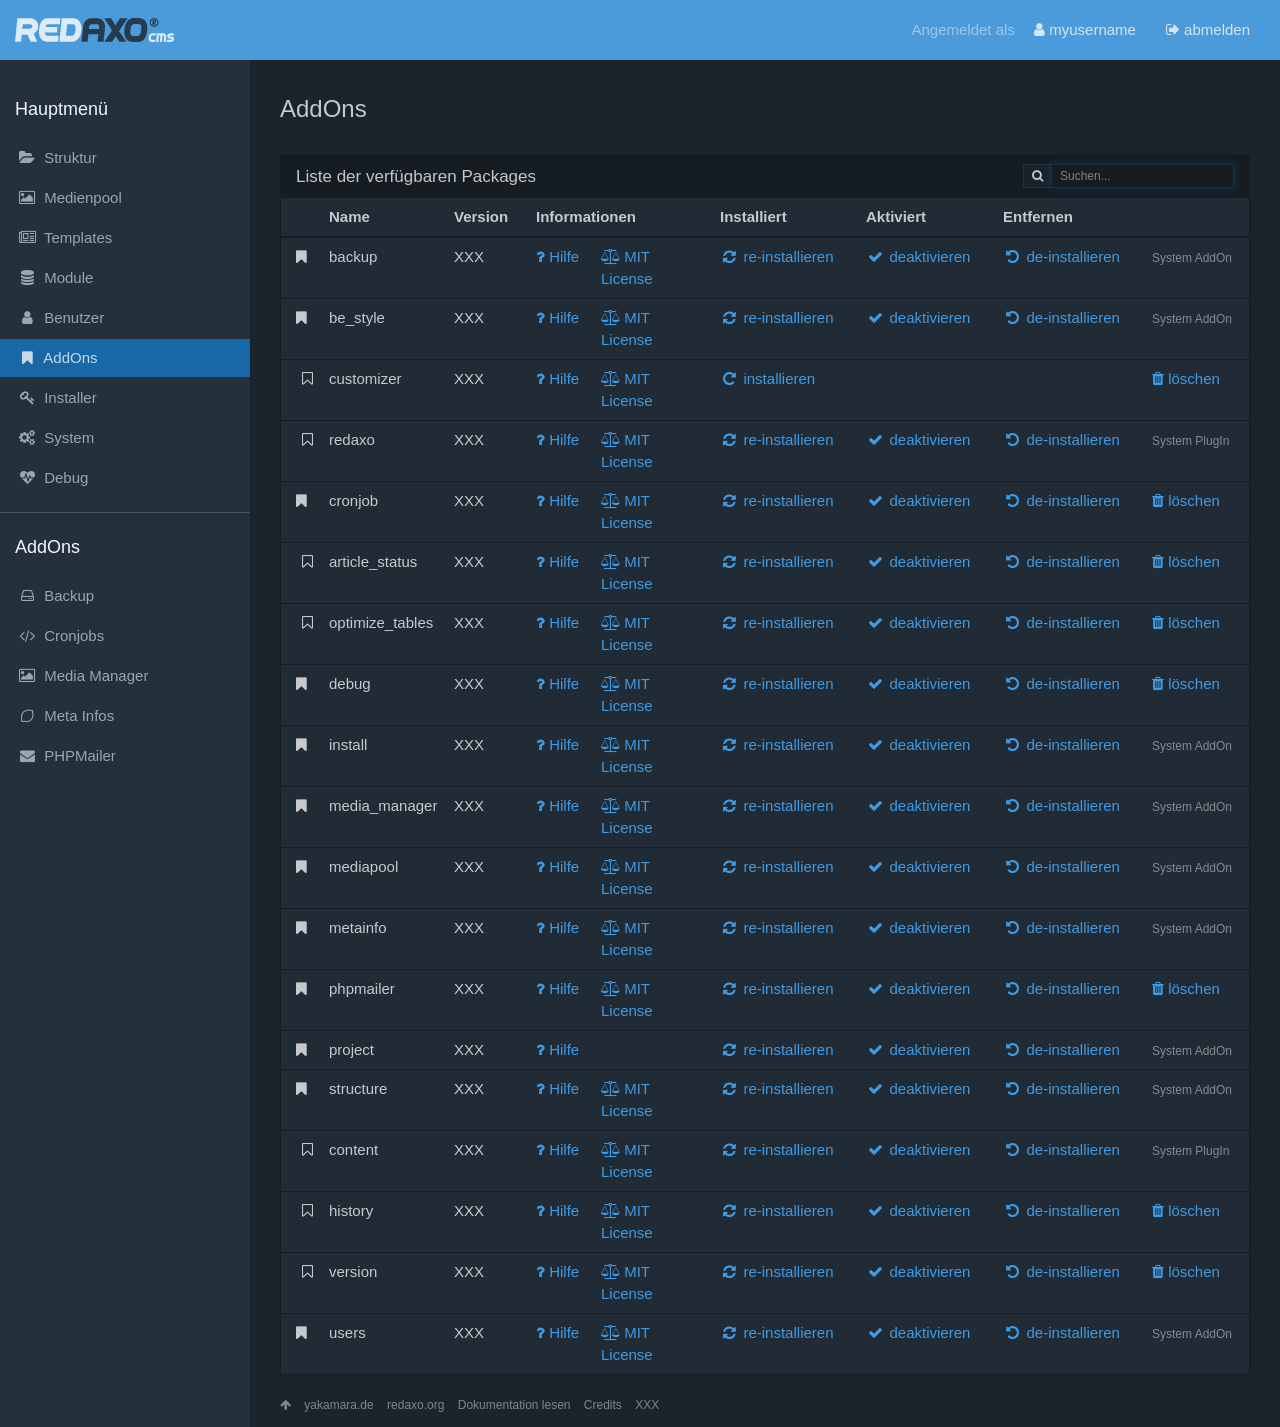 REDAXO® cms
Angemeldet als myusername abmelden
Hauptmenü
Struktur
Medienpool
Templates
Module
Benutzer
AddOns
Installer
System
Debug
AddOns
Backup
Cronjobs
Media Manager
Meta Infos
PHPMailer
AddOns
Liste der verfügbaren Packages
Suchen...
Name Version Informationen Installiert Aktiviert Entfernen
backup XXX ? Hilfe MIT re-installieren deaktivieren de-installieren System AddOn
License
be_style XXX ? Hilfe MIT re-installieren deaktivieren de-installieren System AddOn
License
customizer XXX ? Hilfe MIT installieren löschen
License
redaxo XXX ? Hilfe MIT re-installieren deaktivieren de-installieren System PlugIn
License
cronjob XXX ? Hilfe MIT re-installieren deaktivieren de-installieren löschen
License
article_status XXX ? Hilfe MIT re-installieren deaktivieren de-installieren löschen
License
optimize_tables XXX ? Hilfe MIT re-installieren deaktivieren de-installieren löschen
License
debug XXX ? Hilfe MIT re-installieren deaktivieren de-installieren löschen
License
install XXX ? Hilfe MIT re-installieren deaktivieren de-installieren System AddOn
License
media_manager XXX ? Hilfe MIT re-installieren deaktivieren de-installieren System AddOn
License
mediapool XXX ? Hilfe MIT re-installieren deaktivieren de-installieren System AddOn
License
metainfo XXX ? Hilfe MIT re-installieren deaktivieren de-installieren System AddOn
License
phpmailer XXX ? Hilfe MIT re-installieren deaktivieren de-installieren löschen
License
project XXX ? Hilfe re-installieren deaktivieren de-installieren System AddOn
structure XXX ? Hilfe MIT re-installieren deaktivieren de-installieren System AddOn
License
content XXX ? Hilfe MIT re-installieren deaktivieren de-installieren System PlugIn
License
history XXX ? Hilfe MIT re-installieren deaktivieren de-installieren löschen
License
version XXX ? Hilfe MIT re-installieren deaktivieren de-installieren löschen
License
users XXX ? Hilfe MIT re-installieren deaktivieren de-installieren System AddOn
License
yakamara.de redaxo.org Dokumentation lesen Credits XXX